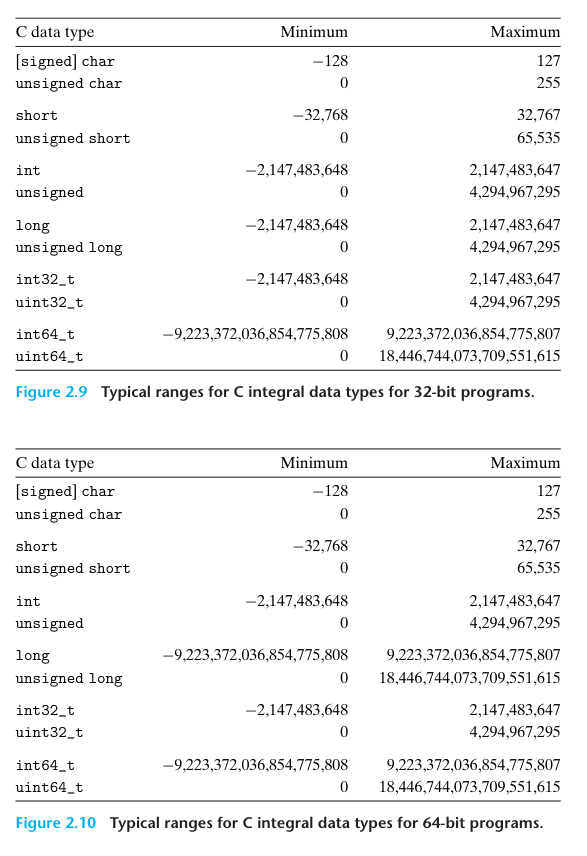 C data type Minimum Maximum
[signed] char −128 127
unsigned char 0 255
short −32,768 32,767
unsigned short 0 65,535
int −2,147,483,648 2,147,483,647
unsigned 0 4,294,967,295
long −2,147,483,648 2,147,483,647
unsigned long 0 4,294,967,295
int32_t −2,147,483,648 2,147,483,647
uint32_t 0 4,294,967,295
int64_t −9,223,372,036,854,775,808 9,223,372,036,854,775,807
uint64_t 0 18,446,744,073,709,551,615
Figure 2.9 Typical ranges for C integral data types for 32-bit programs.
C data type Minimum Maximum
[signed] char −128 127
unsigned char 0 255
short −32,768 32,767
unsigned short 0 65,535
int −2,147,483,648 2,147,483,647
unsigned 0 4,294,967,295
long −9,223,372,036,854,775,808 9,223,372,036,854,775,807
unsigned long 0 18,446,744,073,709,551,615
int32_t −2,147,483,648 2,147,483,647
uint32_t 0 4,294,967,295
int64_t −9,223,372,036,854,775,808 9,223,372,036,854,775,807
uint64_t 0 18,446,744,073,709,551,615
Figure 2.10 Typical ranges for C integral data types for 64-bit programs.